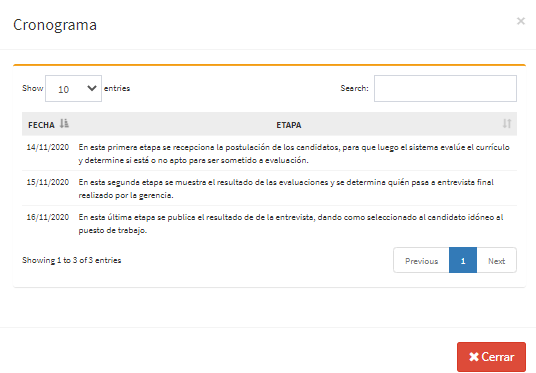 Cronograma ×
Show 10 entries Search:
FECHA ETAPA
14/11/2020 En esta primera etapa se recepciona la postulación de los candidatos, para que luego el sistema evalúe el currículo
y determine si está o no apto para ser sometido a evaluación.
15/11/2020 En esta segunda etapa se muestra el resultado de las evaluaciones y se determina quién pasa a entrevista final
realizado por la gerencia.
16/11/2020 En esta última etapa se publica el resultado de de la entrevista, dando como seleccionado al candidato idóneo al
puesto de trabajo.
Showing 1 to 3 of 3 entries Previous 1 Next
✖ Cerrar